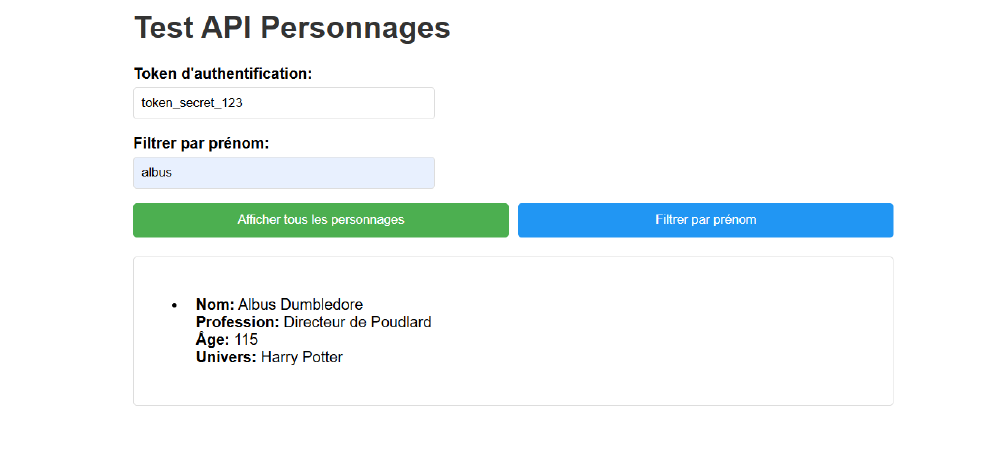 Test API Personnages
Token d'authentification:
token_secret_123
Filtrer par prénom:
albus
Afficher tous les personnages
Filtrer par prénom
Nom: Albus Dumbledore
Profession: Directeur de Poudlard
Âge: 115
Univers: Harry Potter